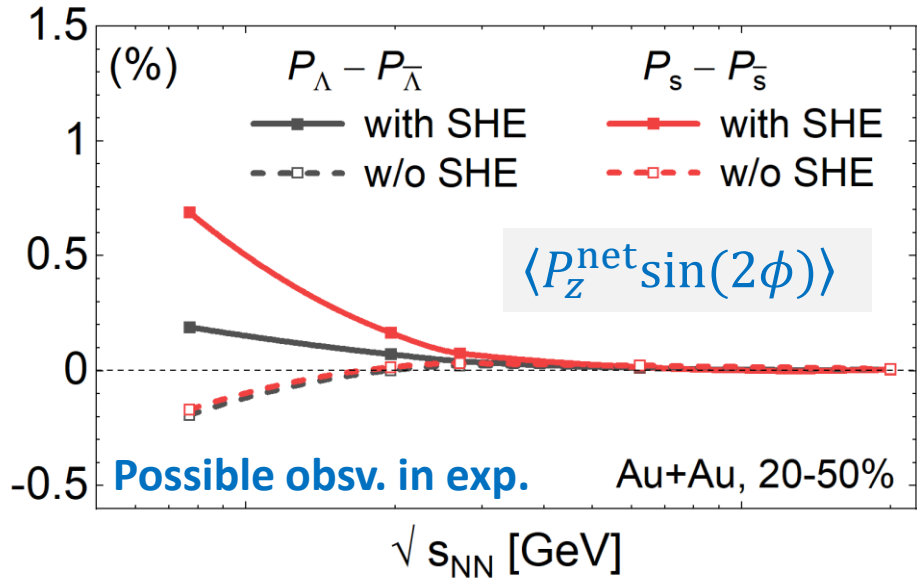 1.5
(%) P_Λ – P_Λ̅ P_s – P_s̅
1 with SHE with SHE
w/o SHE w/o SHE
0.5 ⟨P_z^net sin(2ϕ)⟩
0
-0.5 Possible obsv. in exp. Au+Au, 20-50%
√ s_NN [GeV]